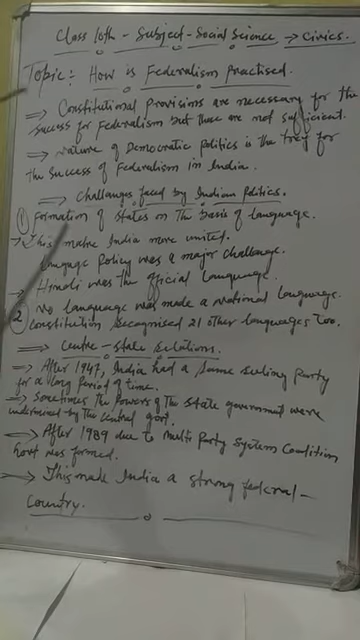 Class 10th - Subject - Social Science → Civics.
Topic: How is Federalism Practised.
⇒ Constitutional Provisions are necessary for the
success for Federalism but these are not sufficient.
⇒ Nature of Democratic Politics is the for
the Success of Federalism in India.
⇒ Challanges faced by Indian Politics.
① Formation of States on the basis of language.
→ This make India more united.
Language Policy was a major challange.
→ Hindi was the official Language.
② No language was made a National Language.
Constitution Recognised 21 other languages too.
⇒ Centre - State Relations.
⇒ After 1947, India had a Same Party
for a long Period of time.
⇒ Sometimes the Powers of the State government were
undermined by the Central govt.
⇒ After 1989 due to Multi Party System Condition
Govt was formed.
⇒ This made India a strong federal-
Country.